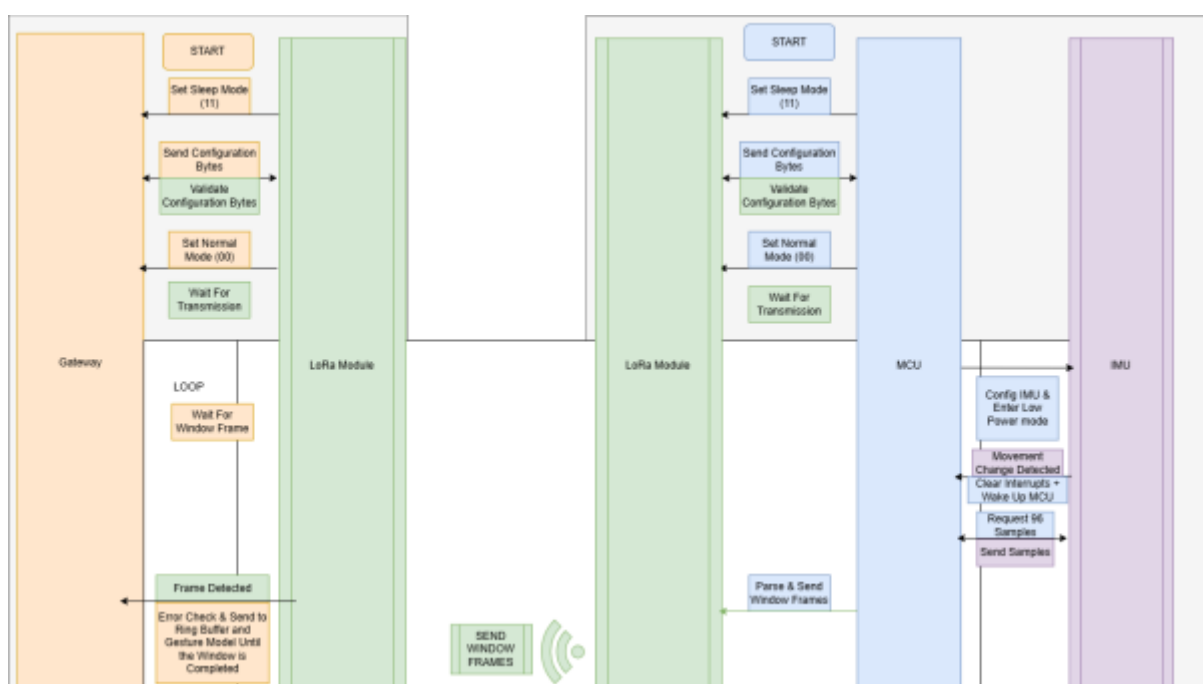 START
Set Sleep Mode
(11)
Send Configuration
Bytes
Validate
Configuration Bytes
Set Normal
Mode (00)
Wait For
Transmission
Gateway
LoRa Module
LOOP
Wait For
Window Frame
Frame Detected
Error Check & Send to
Ring Buffer and
Gesture Model Until
the Window is
Completed
SEND
WINDOW
FRAMES
START
Set Sleep Mode
(11)
Send Configuration
Bytes
Validate
Configuration Bytes
Set Normal
Mode (00)
Wait For
Transmission
LoRa Module
MCU
IMU
Config IMU &
Enter Low
Power mode
Movement
Change Detected
Clear Interrupts +
Wake Up MCU
Request 96
Samples
Send Samples
Parse & Send
Window Frames